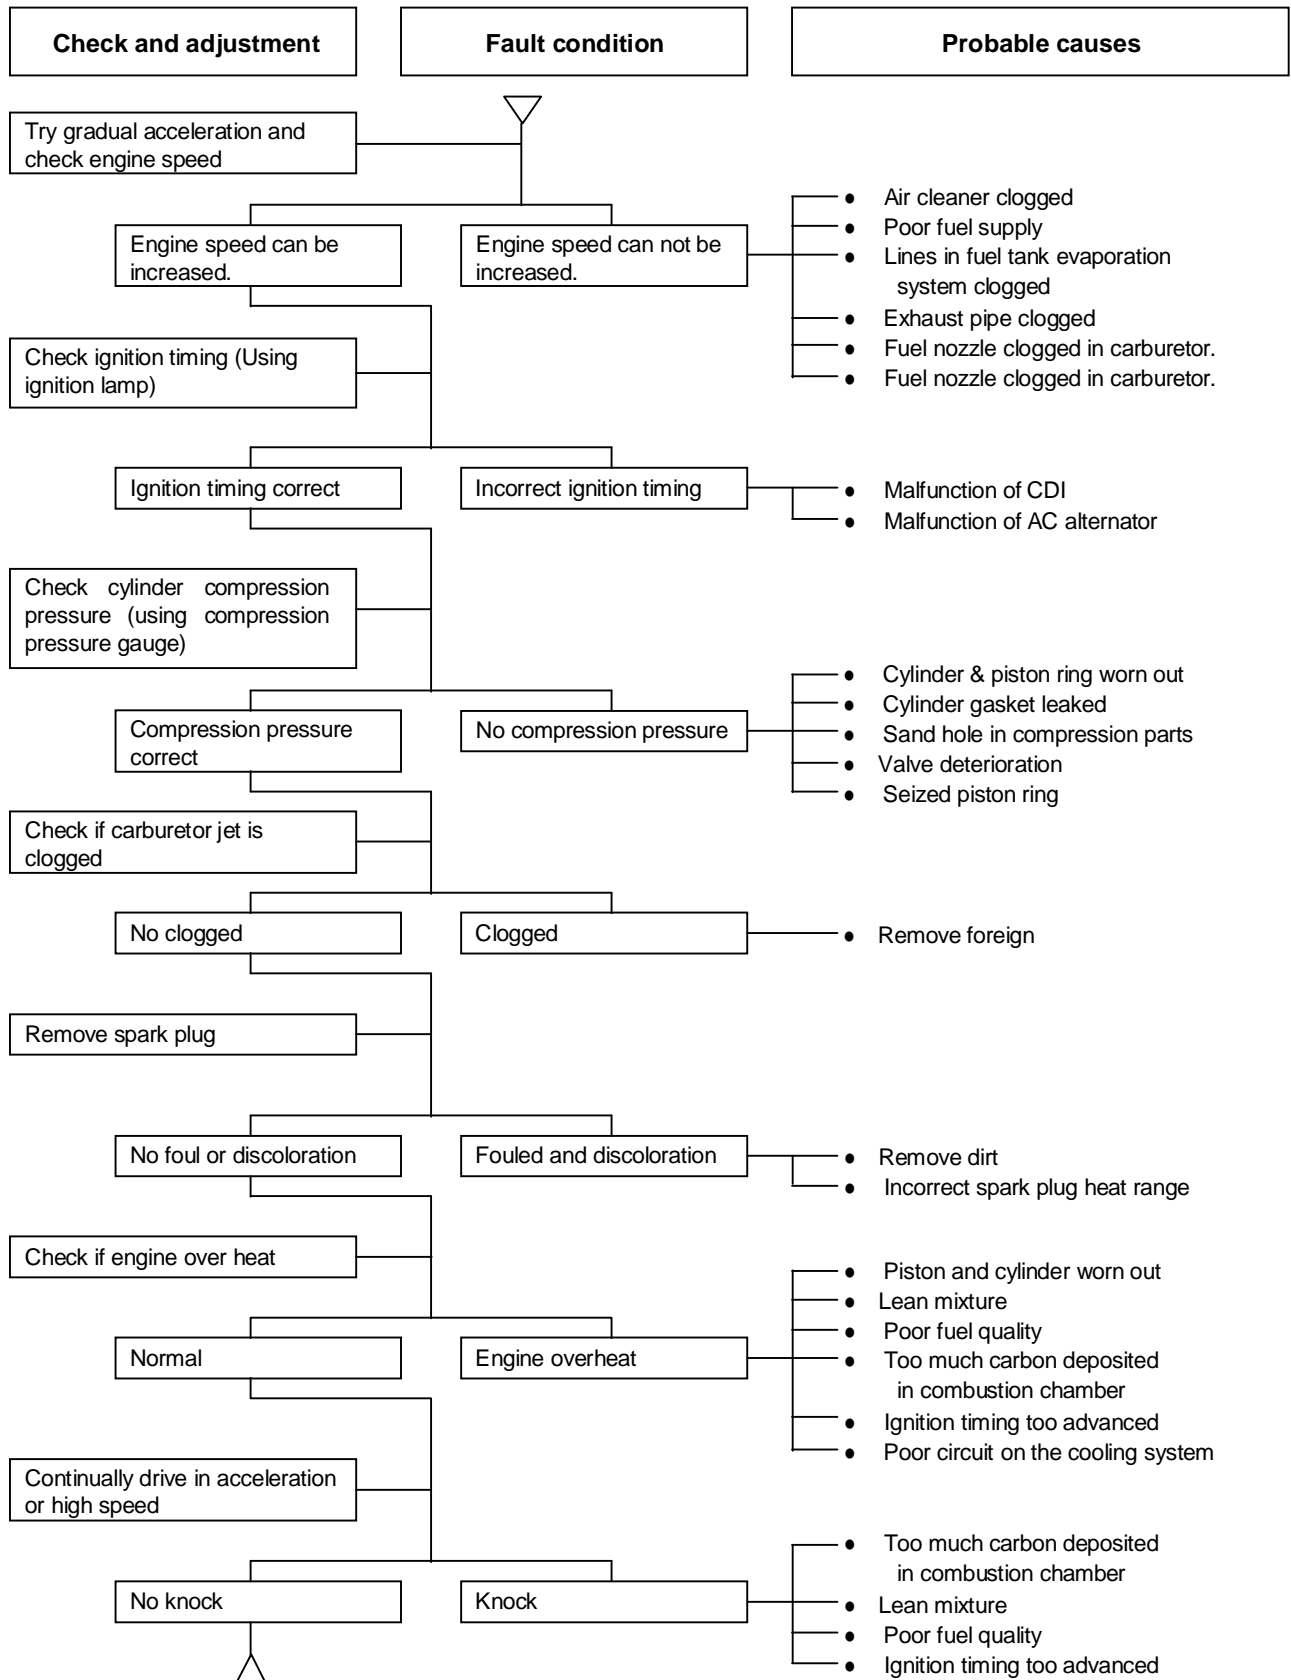 Check and adjustment
Fault condition
Probable causes
Try gradual acceleration and
check engine speed
Engine speed can be
increased.
Engine speed can not be
increased.
● Air cleaner clogged
● Poor fuel supply
● Lines in fuel tank evaporation
system clogged
● Exhaust pipe clogged
● Fuel nozzle clogged in carburetor.
● Fuel nozzle clogged in carburetor.
Check ignition timing (Using
ignition lamp)
Ignition timing correct
Incorrect ignition timing
● Malfunction of CDI
● Malfunction of AC alternator
Check cylinder compression
pressure (using compression
pressure gauge)
Compression pressure
correct
No compression pressure
● Cylinder & piston ring worn out
● Cylinder gasket leaked
● Sand hole in compression parts
● Valve deterioration
● Seized piston ring
Check if carburetor jet is
clogged
No clogged
Clogged
● Remove foreign
Remove spark plug
No foul or discoloration
Fouled and discoloration
● Remove dirt
● Incorrect spark plug heat range
Check if engine over heat
Normal
Engine overheat
● Piston and cylinder worn out
● Lean mixture
● Poor fuel quality
● Too much carbon deposited
in combustion chamber
● Ignition timing too advanced
● Poor circuit on the cooling system
Continually drive in acceleration
or high speed
No knock
Knock
● Too much carbon deposited
in combustion chamber
● Lean mixture
● Poor fuel quality
● Ignition timing too advanced